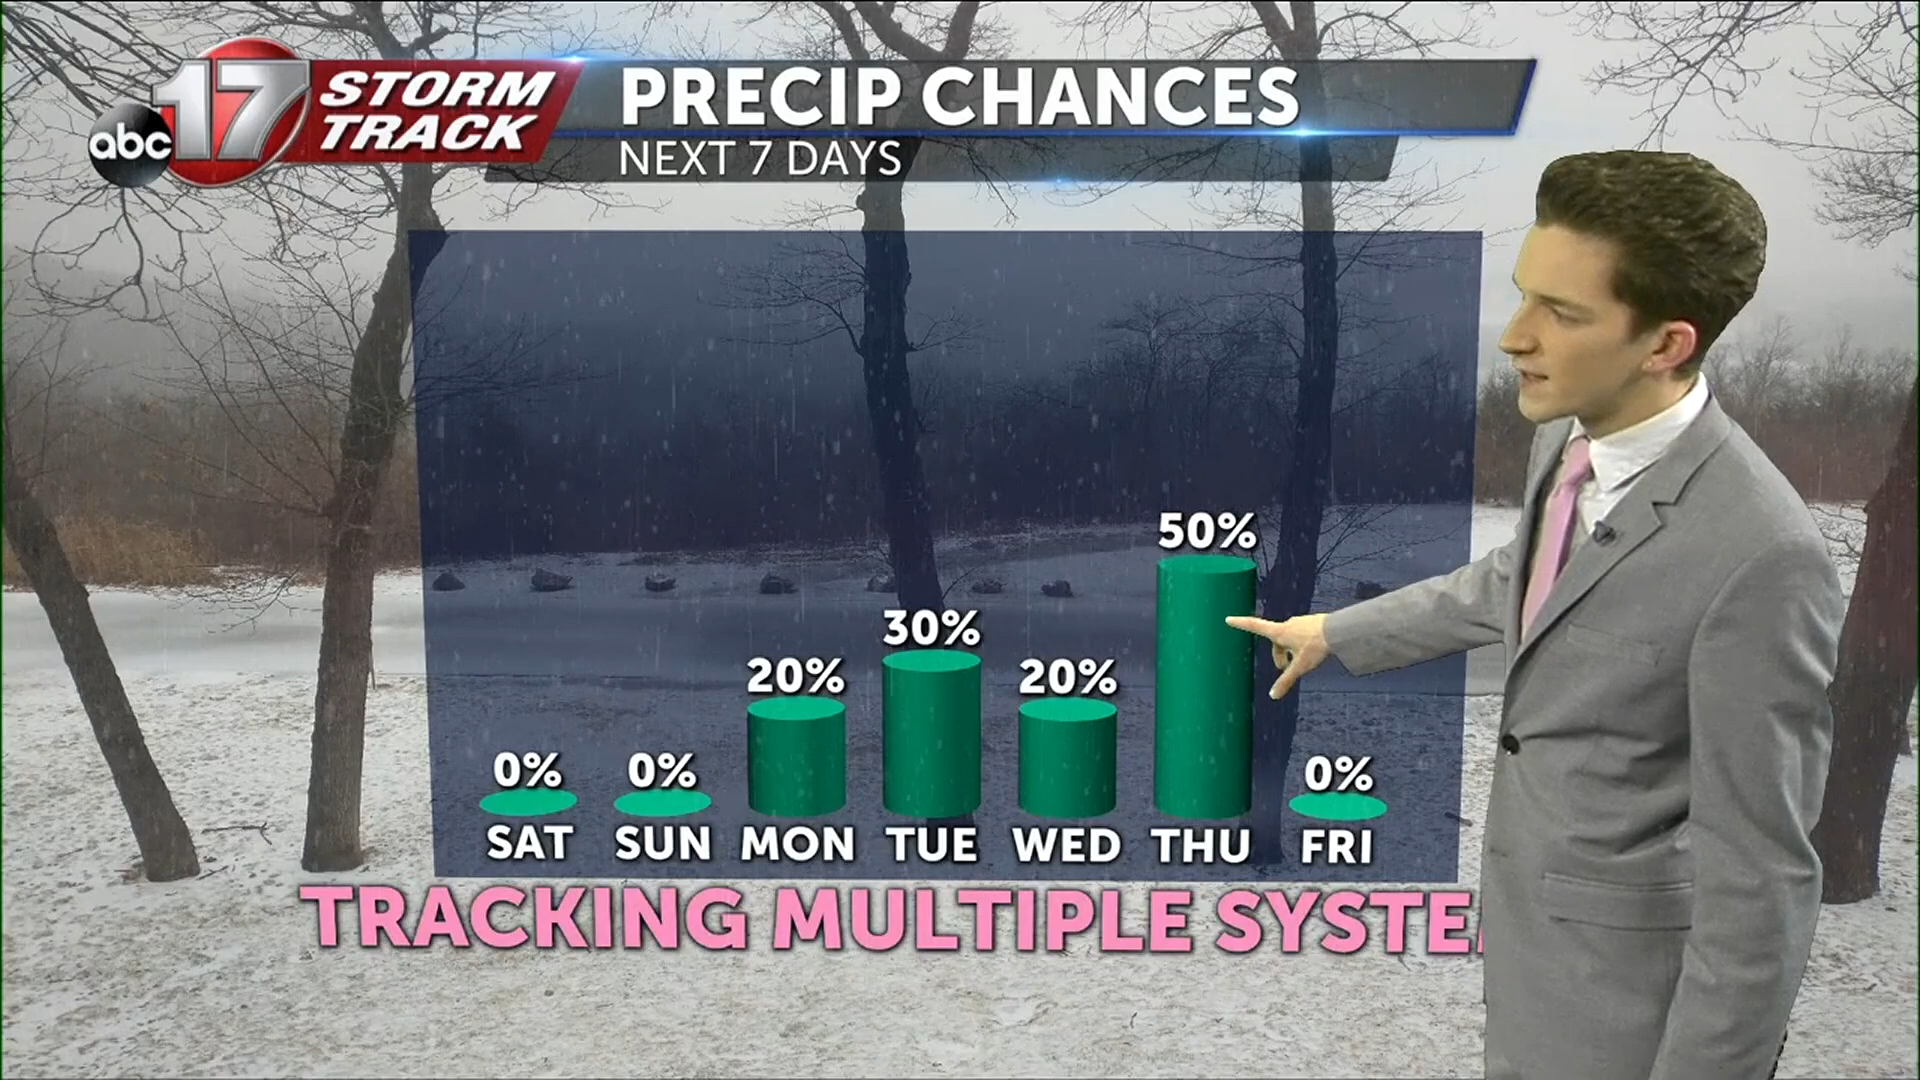 abc 17 STORM TRACK
PRECIP CHANCES
NEXT 7 DAYS
0% 0% 20% 30% 20% 50% 0%
SAT SUN MON TUE WED THU FRI
TRACKING MULTIPLE SYSTE